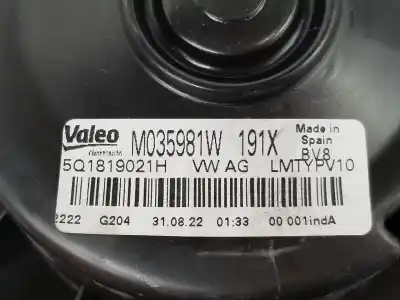 Valeo M035981W 191X Made in
Spain
5Q1819021H VW AG LMTYPV10 BV8
2222 G204 31.08.22 01:33 00 001indA